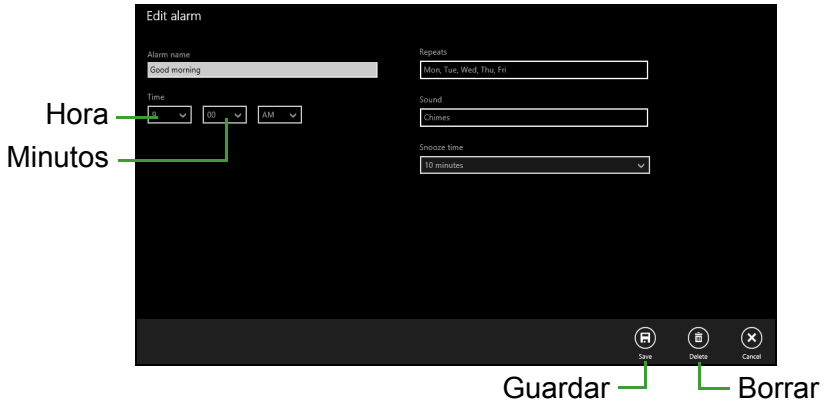 Edit alarm
Alarm name
Good morning
Time
00
AM
Repeats
Mon, Tue, Wed, Thu, Fri
Sound
Chimes
Snooze time
10 minutes
Hora
Minutos
Save
Delete
Cancel
Guardar
Borrar